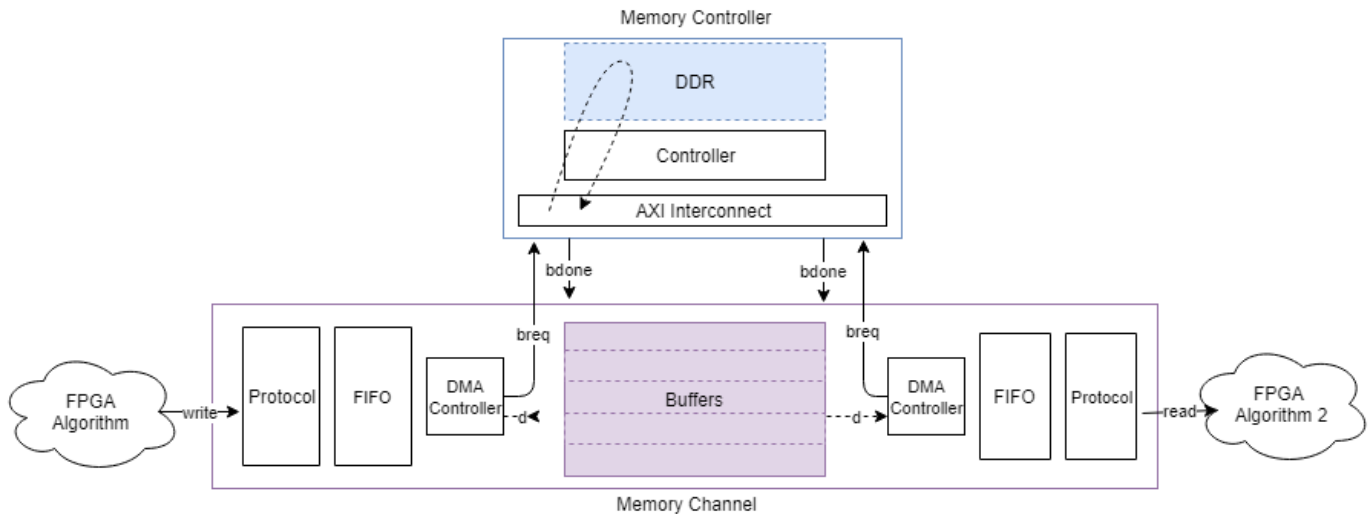 Memory Controller
DDR
Controller
AXI Interconnect
bdone
bdone
breq
breq
Protocol
FIFO
DMA
Controller
Buffers
DMA
Controller
FIFO
Protocol
FPGA
Algorithm
write
d
d
read
FPGA
Algorithm 2
Memory Channel